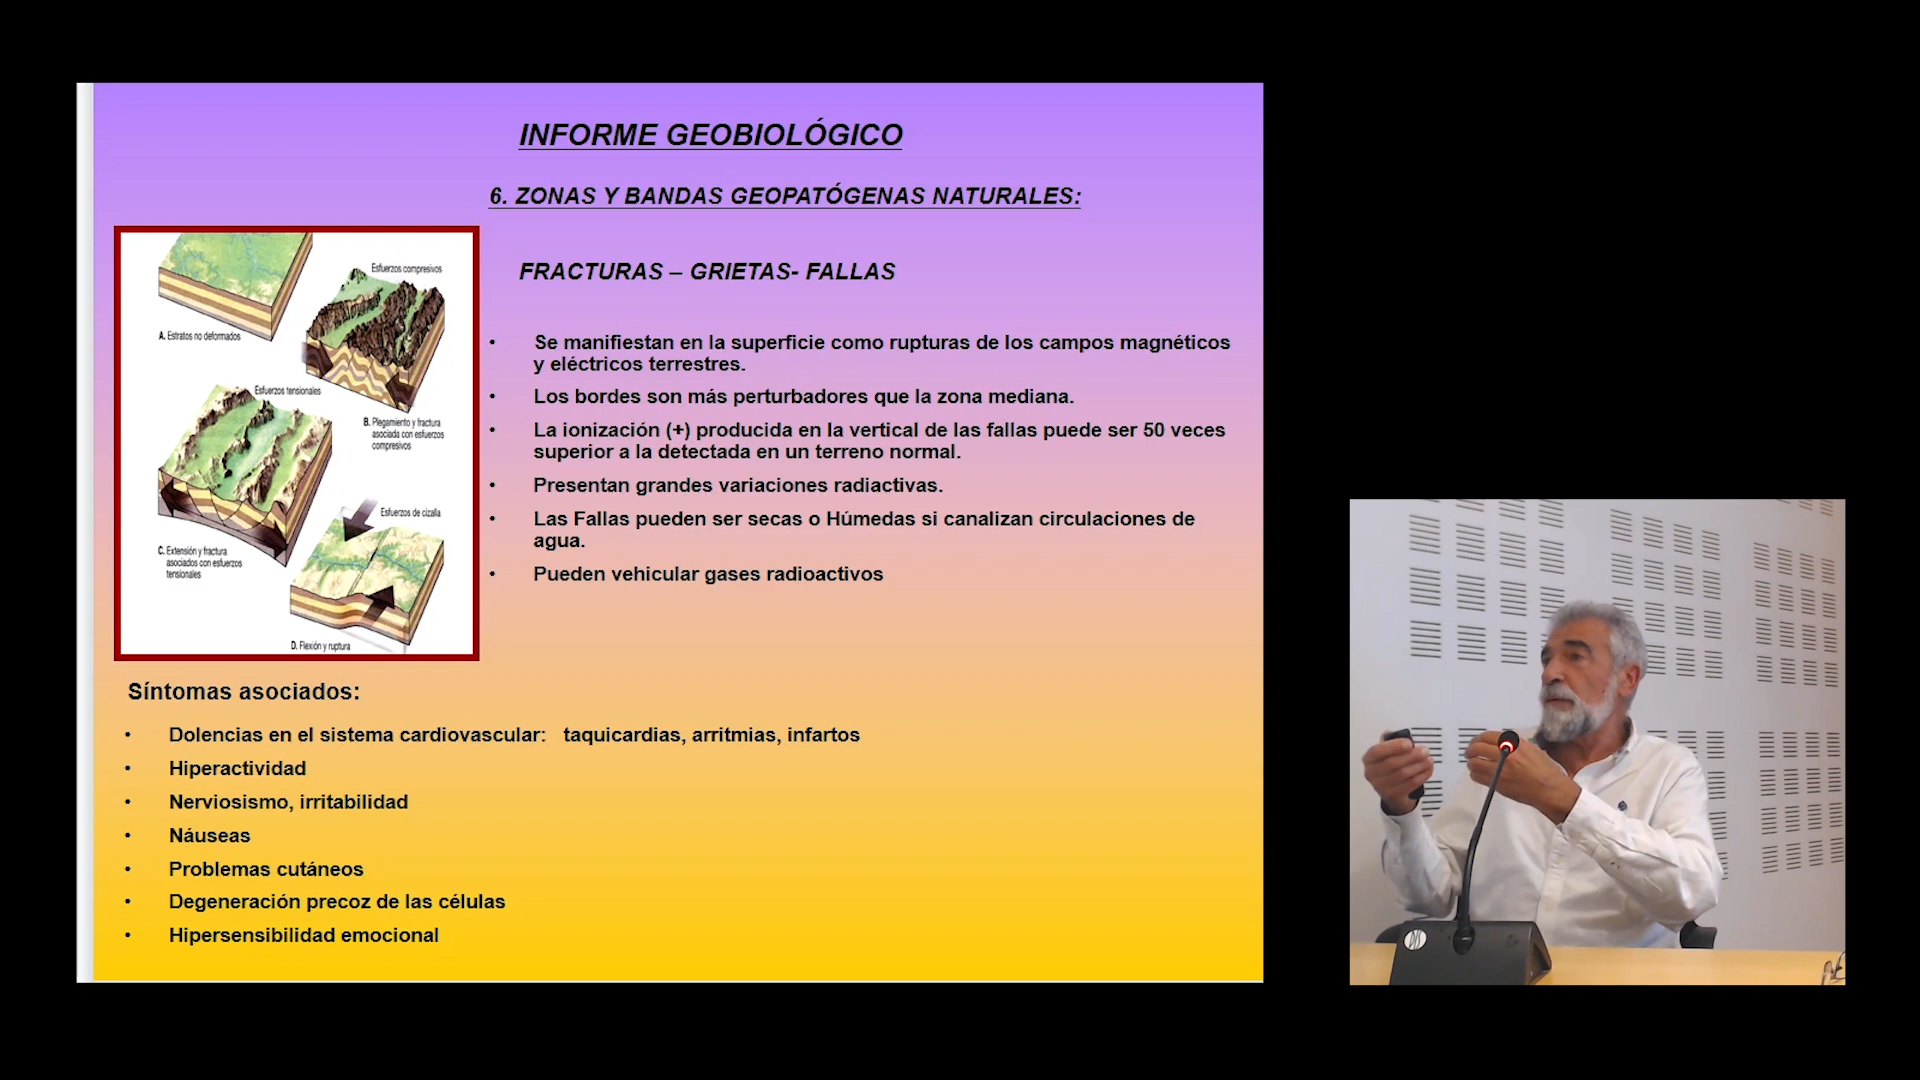 INFORME GEOBIOLÓGICO
6. ZONAS Y BANDAS GEOPATÓGENAS NATURALES:
FRACTURAS – GRIETAS- FALLAS
• Se manifiestan en la superficie como rupturas de los campos magnéticos
y eléctricos terrestres.
• Los bordes son más perturbadores que la zona mediana.
• La ionización (+) producida en la vertical de las fallas puede ser 50 veces
superior a la detectada en un terreno normal.
• Presentan grandes variaciones radiactivas.
• Las Fallas pueden ser secas o Húmedas si canalizan circulaciones de
agua.
• Pueden vehicular gases radioactivos
Esfuerzos compresivos
A. Estratos no deformados
Esfuerzos tensionales
B. Plegamiento y fractura
asociada con esfuerzos
compresivos
Esfuerzos de cizalla
C. Extensión y fractura
asociados con esfuerzos
tensionales
D. Flexión y ruptura
Síntomas asociados:
• Dolencias en el sistema cardiovascular: taquicardias, arritmias, infartos
• Hiperactividad
• Nerviosismo, irritabilidad
• Náuseas
• Problemas cutáneos
• Degeneración precoz de las células
• Hipersensibilidad emocional